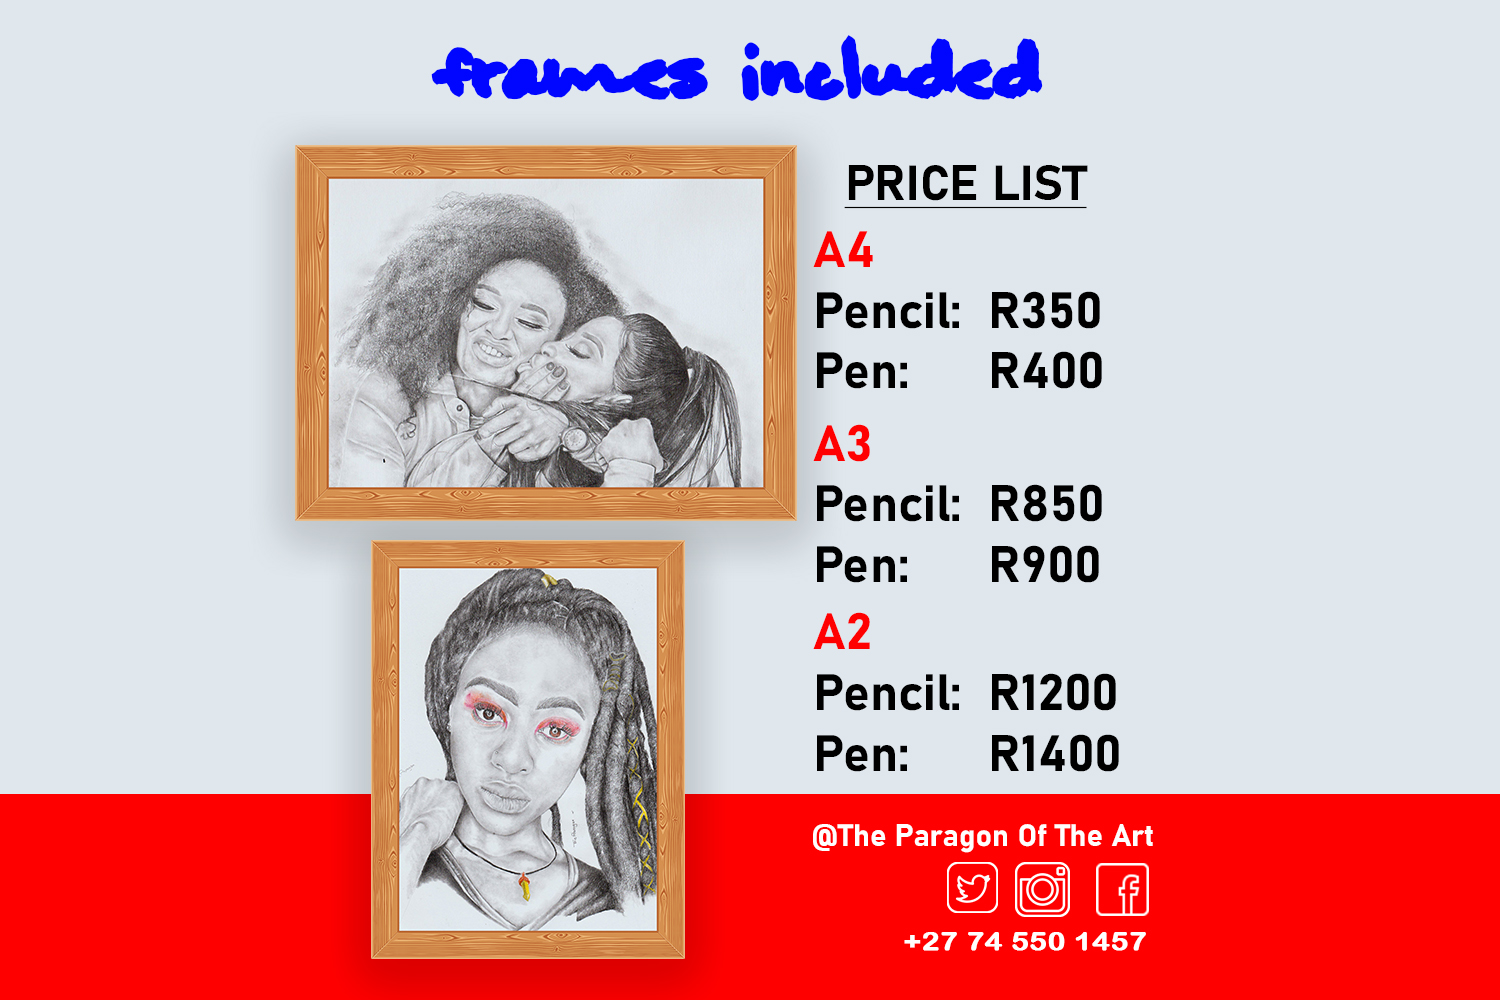 frames included
PRICE LIST
A4
Pencil: R350
Pen: R400
A3
Pencil: R850
Pen: R900
A2
Pencil: R1200
Pen: R1400
@The Paragon Of The Art
+27 74 550 1457